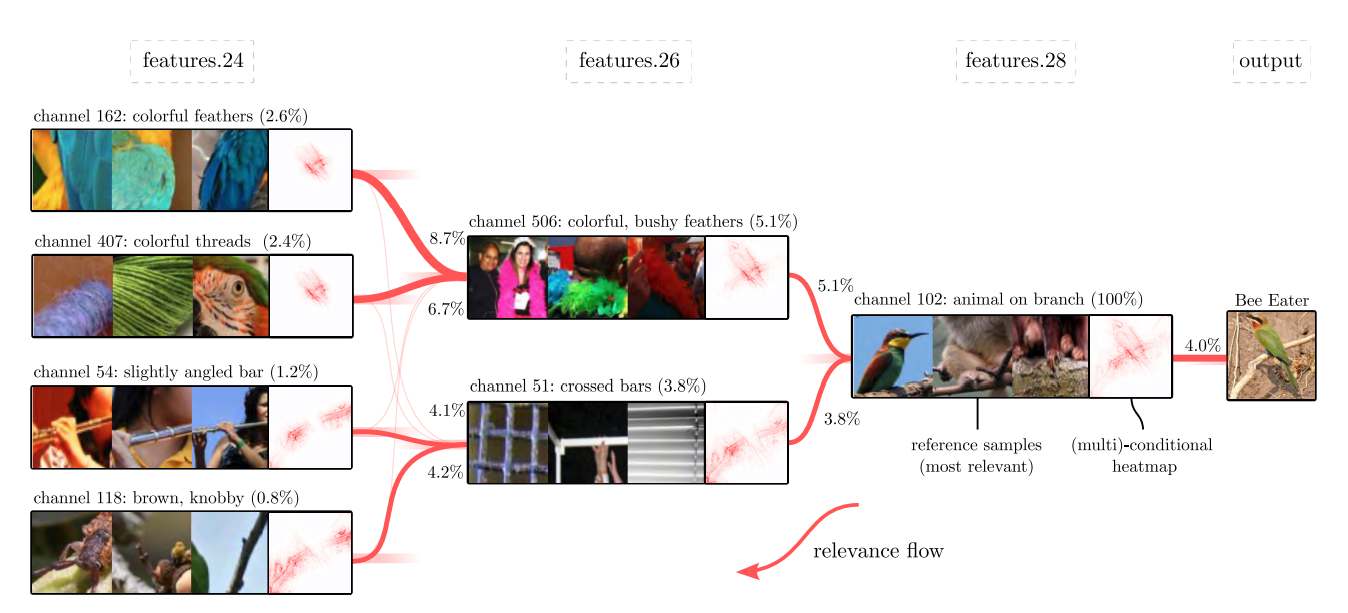 features.24
features.26
features.28
output
channel 162: colorful feathers (2.6%)
channel 407: colorful threads (2.4%)
channel 54: slightly angled bar (1.2%)
channel 118: brown, knobby (0.8%)
8.7%
channel 506: colorful, bushy feathers (5.1%)
6.7%
4.1%
channel 51: crossed bars (3.8%)
4.2%
5.1%
channel 102: animal on branch (100%)
3.8%
reference samples
(most relevant)
(multi)-conditional
heatmap
4.0%
Bee Eater
relevance flow